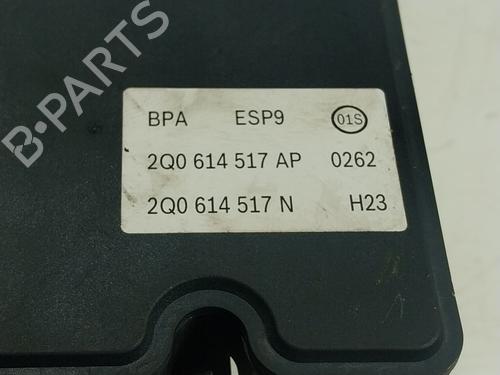 B-PARTS
BPA ESP9 01S
2Q0 614 517 AP 0262
2Q0 614 517 N H23